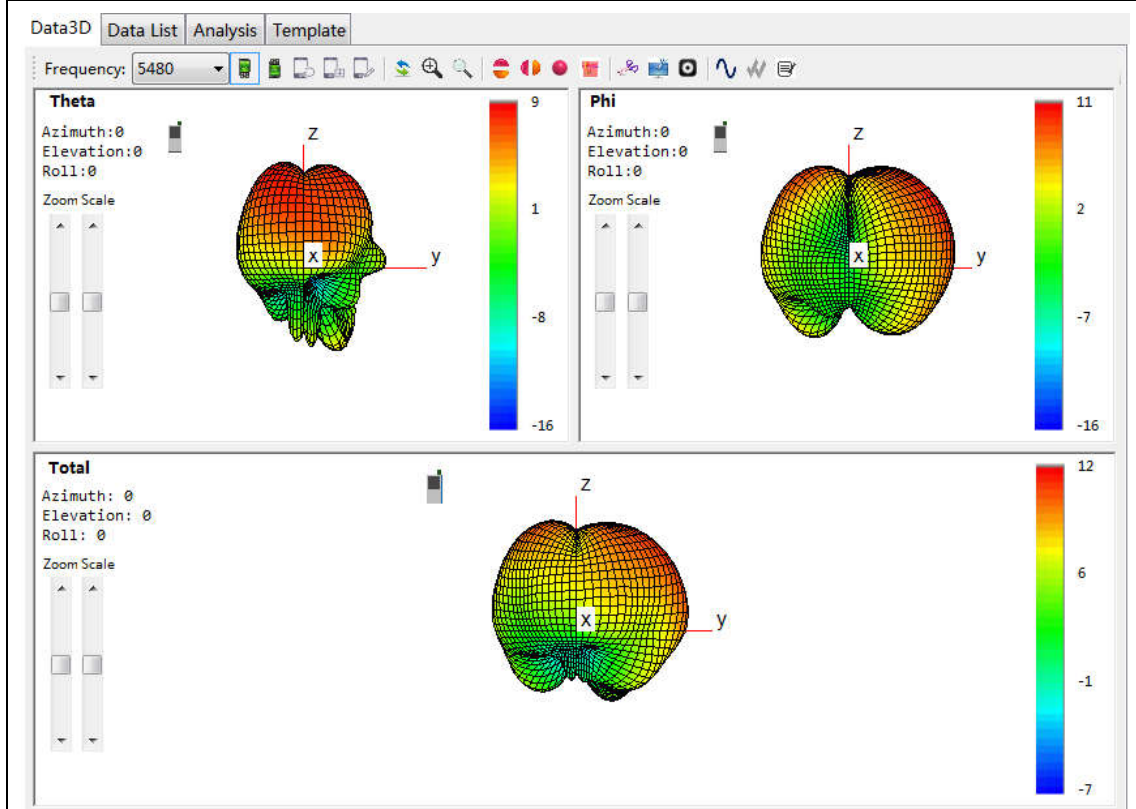 Data3D Data List Analysis Template
Frequency: 5480
Theta
Azimuth:0
Elevation:0
Roll:0
Zoom Scale
z
x
y
9
1
-8
-16
Phi
Azimuth:0
Elevation:0
Roll:0
Zoom Scale
z
x
y
11
2
-7
-16
Total
Azimuth: 0
Elevation: 0
Roll: 0
Zoom Scale
z
x
y
12
6
-1
-7